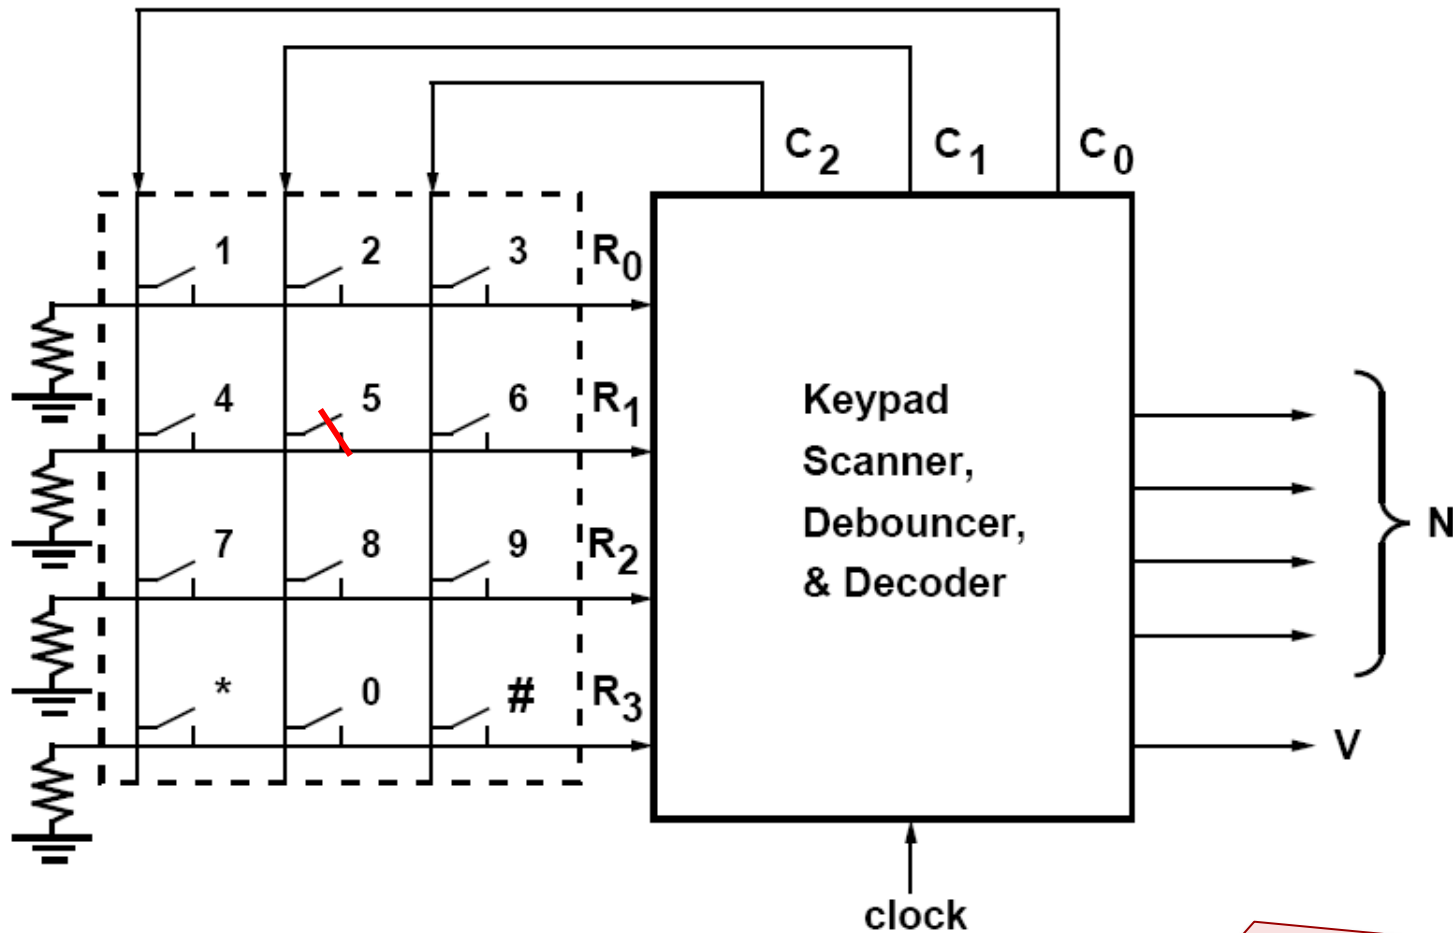 C2 C1 C0
1 2 3 R0
4 5 6 R1
7 8 9 R2
* 0 # R3
Keypad
Scanner,
Debouncer,
& Decoder
N
V
clock